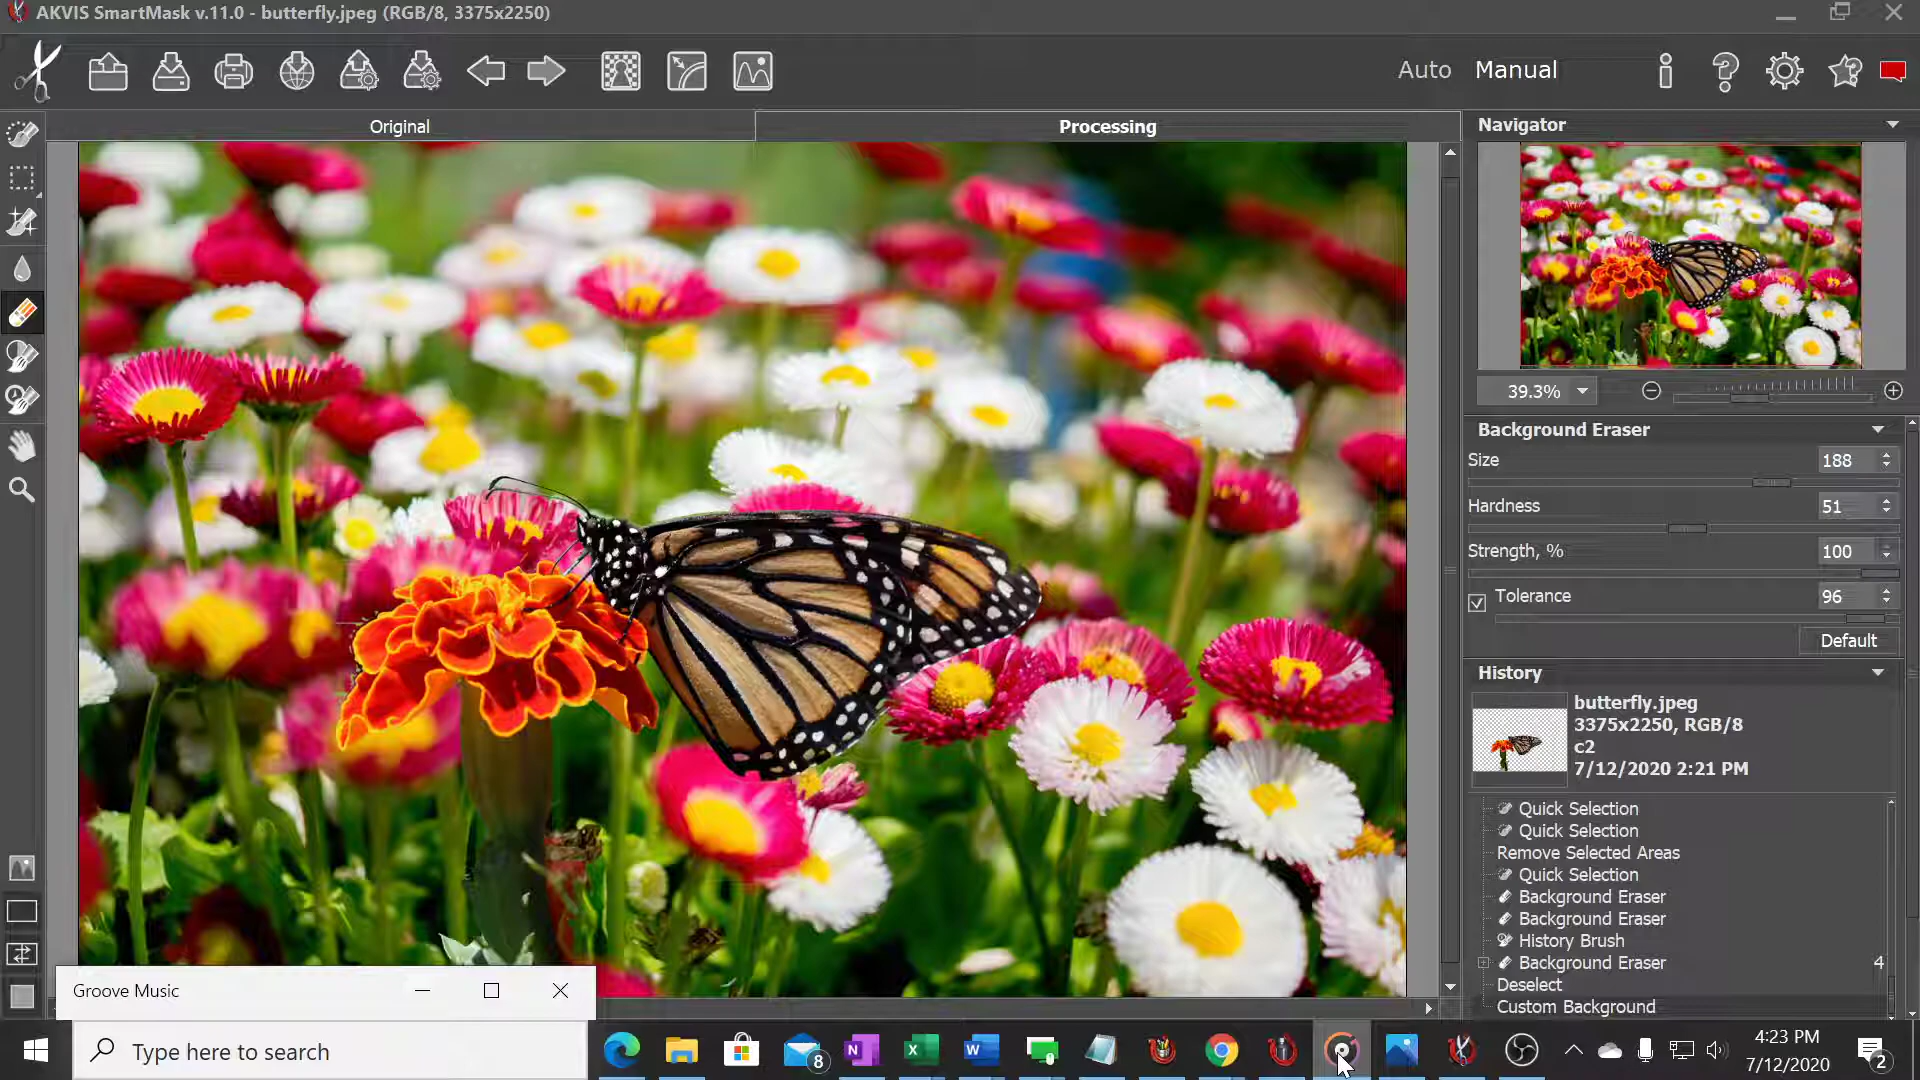 AKVIS SmartMask v.11.0 - butterfly.jpeg (RGB/8, 3375x2250)
Auto Manual
Original Processing
Navigator
39.3%
Background Eraser
Size 188
Hardness 51
Strength, % 100
Tolerance 96
Default
History
butterfly.jpeg
3375x2250, RGB/8
c2
7/12/2020 2:21 PM
Quick Selection
Quick Selection
Remove Selected Areas
Quick Selection
Background Eraser
Background Eraser
History Brush
Background Eraser 4
Deselect
Custom Background
Groove Music
Type here to search
8
N
X
W
4:23 PM
7/12/2020
2